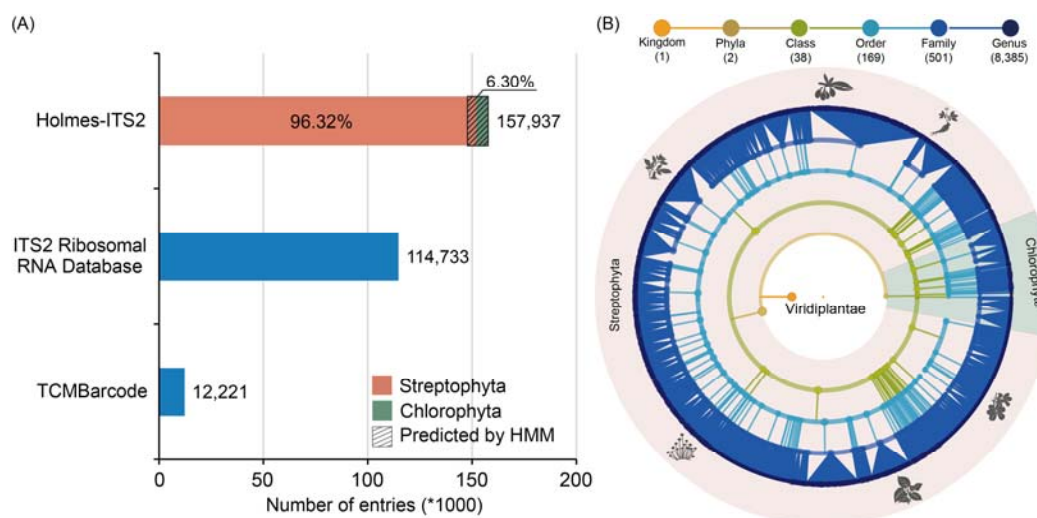 (A)
6.30%
Holmes-ITS2
96.32%
157,937
ITS2 Ribosomal
RNA Database
114,733
TCMBarcode
12,221
Streptophyta
Chlorophyta
Predicted by HMM
0
50
100
150
200
Number of entries (*1000)
(B)
Kingdom
(1)
Phyla
(2)
Class
(38)
Order
(169)
Family
(501)
Genus
(8,385)
Streptophyta
Viridiplantae